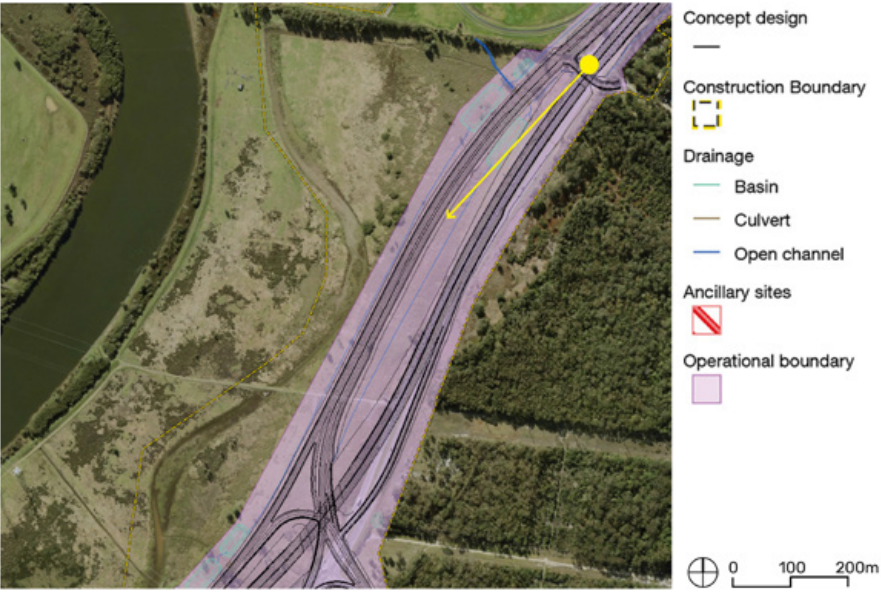 Concept design
Construction Boundary
Drainage
Basin
Culvert
Open channel
Ancillary sites
Operational boundary
0 100 200m